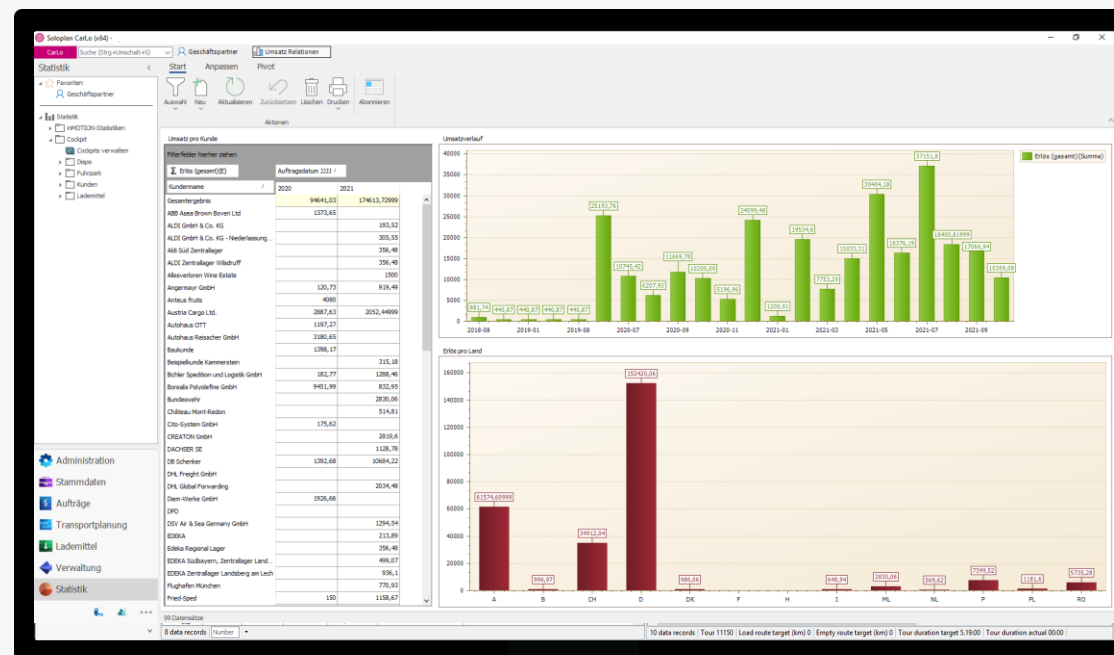 Soloplan CarLo (x64) -
CarLo Suche (Strg+Umschalt+S) Geschäftspartner Umsatz Relationen
Statistik
Favoriten
Geschäftspartner
Statistik
inMOTION-Statistiken
Cockpit
Cockpits verwalten
Dispo
Fuhrpark
Kunden
Lademittel
Administration
Stammdaten
Aufträge
Transportplanung
Lademittel
Verwaltung
Statistik
Start Anpassen Pivot
Auswahl Neu Aktualisieren Zurücksetzen Löschen Drucken Abonnieren
Aktionen
Umsatz pro Kunde
Filterfelder hierher ziehen
Σ Erlös (gesamt)(E) Auftragsdatum JJJJ
Kundenname 2020 2021
Gesamtergebnis 94641,03 174613,72999
ABB Asea Brown Boveri Ltd 1373,65
ALDI GmbH & Co. KG 193,52
ALDI GmbH & Co. KG - Niederlassung... 305,55
Aldi Süd Zentrallager 356,48
ALDI Zentrallager Wilsdruff 356,48
Allesverloren Wine Estate 1500
Angermayr GmbH 120,73 919,49
Anteus fruits 4080
Austria Cargo Ltd. 2887,63 2052,44999
Autohaus OTT 1197,27
Autohaus Reisacher GmbH 3180,65
Baukunde 1398,17
Beispielkunde Kammerstein 315,18
Bichler Spedition und Logistik GmbH 182,77 1288,46
Borealis Polyolefine GmbH 9451,99 832,95
Bundeswehr 2830,06
Château Mont-Redon 514,81
Cito-System GmbH 175,62
CREATON GmbH 2819,6
DACHSER SE 1128,78
DB Schenker 1392,68 10684,22
DHL Freight GmbH
DHL Global Forwarding 2034,48
Diem-Werke GmbH 1926,66
DPD
DSV Air & Sea Germany GmbH 1294,54
EDEKA 213,89
Edeka Regional Lager 356,48
EDEKA Südbayern, Zentrallager Land... 499,07
EDEKA Zentrallager Landsberg am Lech 936,1
Flughafen München 770,93
Fried-Sped 150 1158,67
99 Datensätze
Umsatzverlauf
40000
35000
30000
25000
20000
15000
10000
5000
0
881,74 440,87 440,87 440,87 440,87 25193,76 10745,42 6207,93 11669,78 10205,09 5196,96 24099,48 1200,91 19534,6 7753,29 15033,31 30404,18 16376,19 37151,8 18400,81999 17066,94 10369,08
2018-08 2019-01 2019-08 2020-07 2020-09 2020-11 2021-01 2021-03 2021-05 2021-07 2021-09
Erlös (gesamt)(Summe)
Erlös pro Land
160000
140000
120000
100000
80000
60000
40000
20000
0
61574,60999 996,97 34912,04 152420,06 986,06 648,94 2830,06 569,62 7399,52 1181,6 5735,28
A B CH D DK F H I ML NL P PL RO
8 data records Number 10 data records Tour 11150 Load route target (km) 0 Empty route target (km) 0 Tour duration target 5.19:00 Tour duration actual 00:00